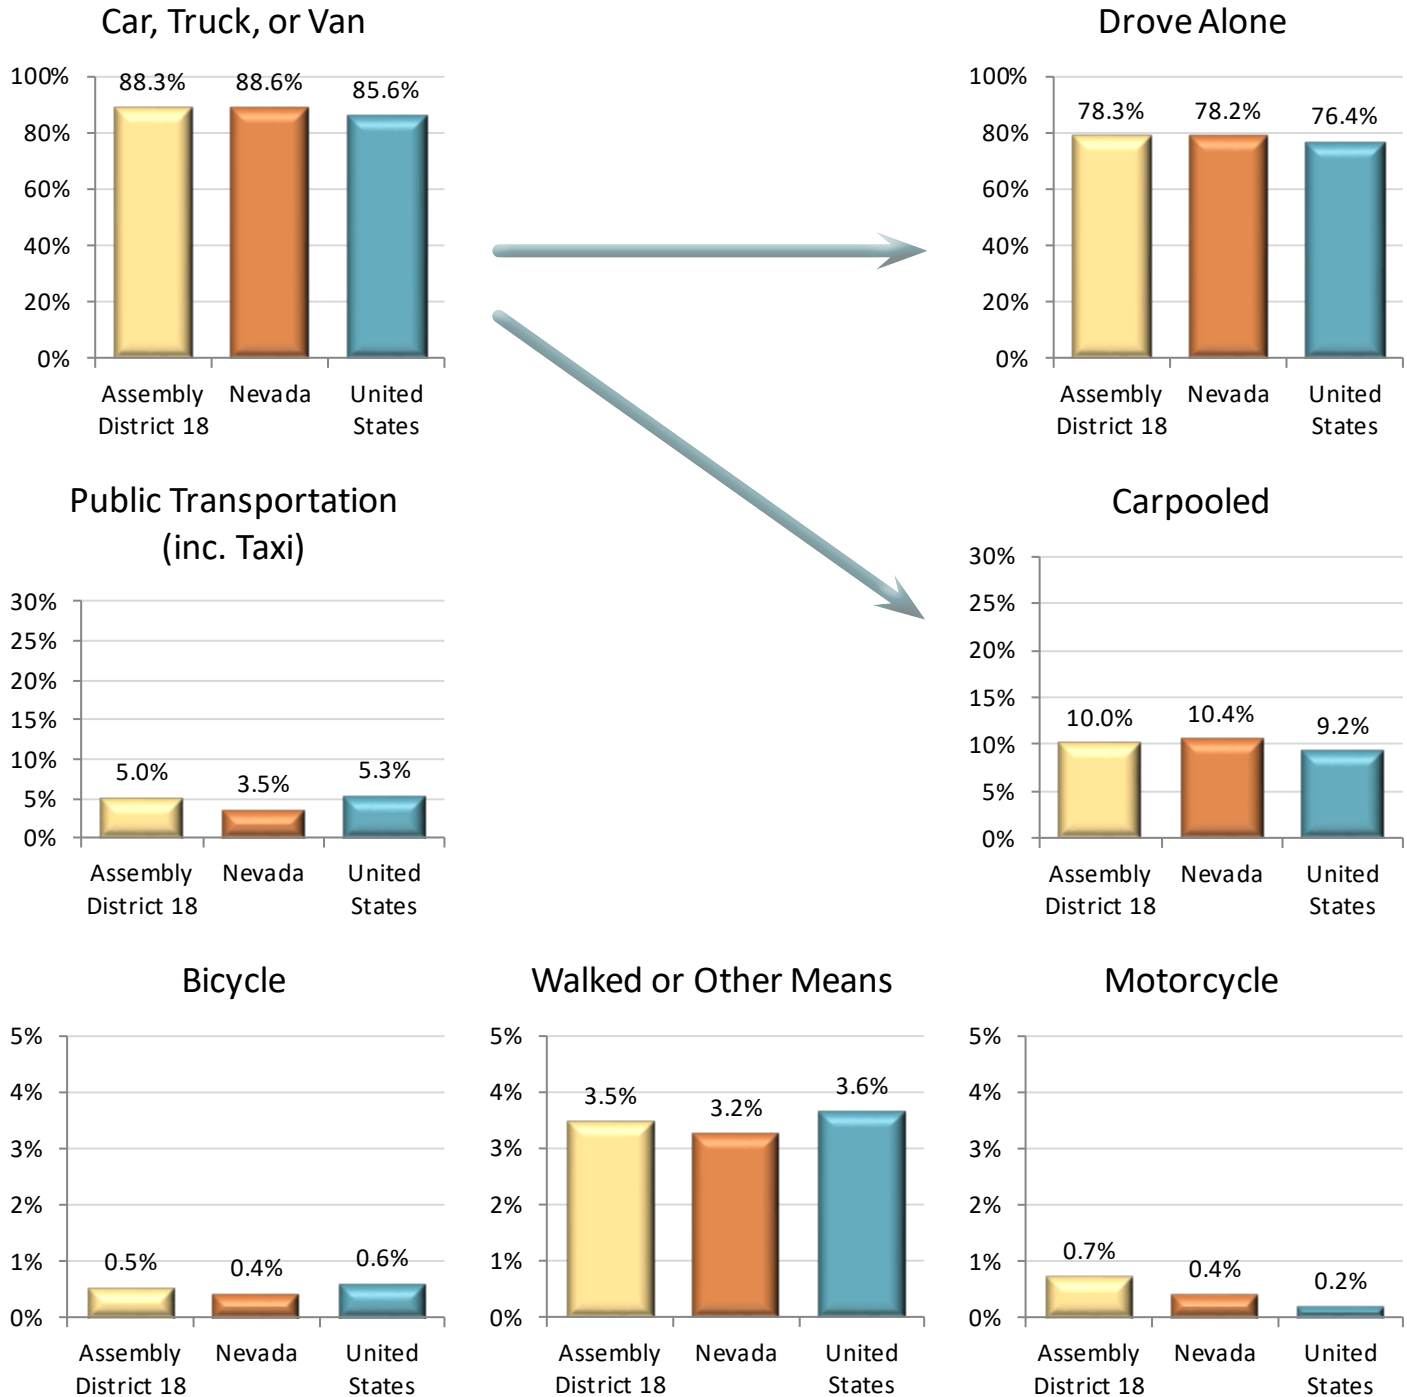 Car, Truck, or Van
100%
80%
60%
40%
20%
0%
88.3%
88.6%
85.6%
Assembly District 18
Nevada
United States
Drove Alone
100%
80%
60%
40%
20%
0%
78.3%
78.2%
76.4%
Assembly District 18
Nevada
United States
Public Transportation
(inc. Taxi)
30%
25%
20%
15%
10%
5%
0%
5.0%
3.5%
5.3%
Assembly District 18
Nevada
United States
Carpooled
30%
25%
20%
15%
10%
5%
0%
10.0%
10.4%
9.2%
Assembly District 18
Nevada
United States
Bicycle
5%
4%
3%
2%
1%
0%
0.5%
0.4%
0.6%
Assembly District 18
Nevada
United States
Walked or Other Means
5%
4%
3%
2%
1%
0%
3.5%
3.2%
3.6%
Assembly District 18
Nevada
United States
Motorcycle
5%
4%
3%
2%
1%
0%
0.7%
0.4%
0.2%
Assembly District 18
Nevada
United States